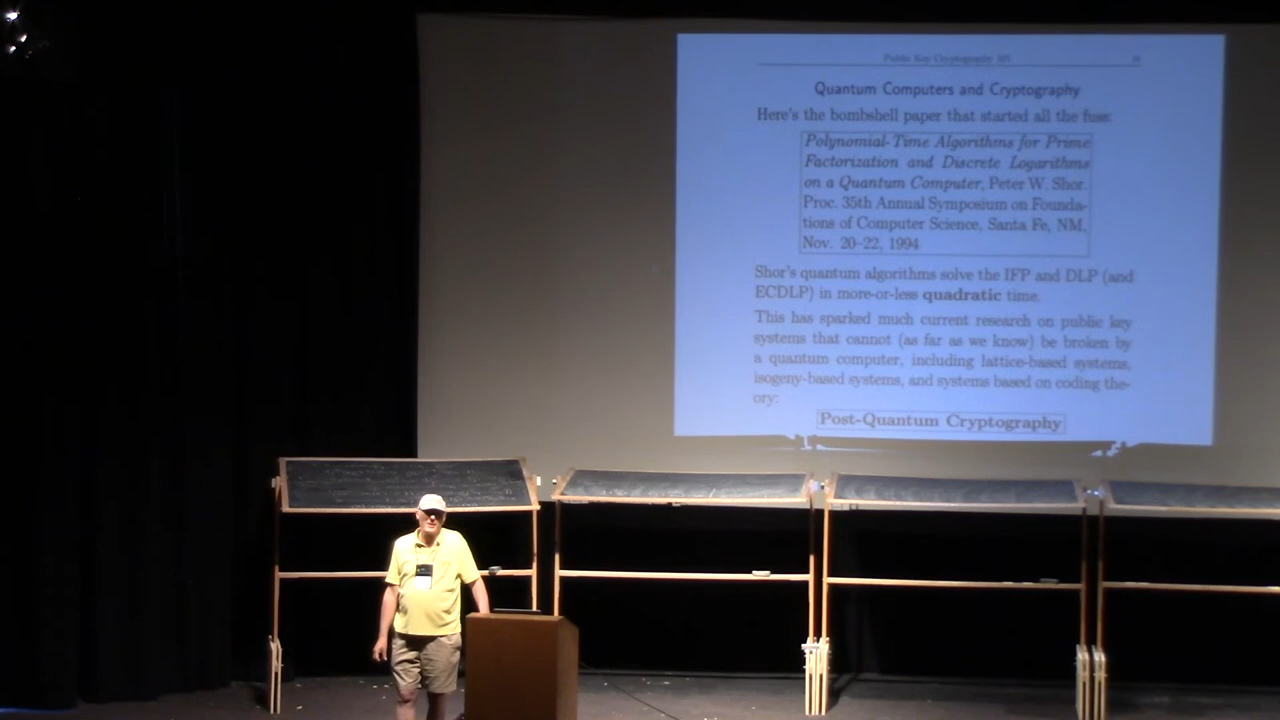 Public Key Cryptography 101
Quantum Computers and Cryptography
Here's the bombshell paper that started all the fuss:
Polynomial-Time Algorithms for Prime
Factorization and Discrete Logarithms
on a Quantum Computer, Peter W. Shor.
Proc. 35th Annual Symposium on Founda-
tions of Computer Science, Santa Fe, NM,
Nov. 20–22, 1994
Shor's quantum algorithms solve the IFP and DLP (and
ECDLP) in more-or-less quadratic time.
This has sparked much current research on public key
systems that cannot (as far as we know) be broken by
a quantum computer, including lattice-based systems,
isogeny-based systems, and systems based on coding the-
ory:
Post-Quantum Cryptography